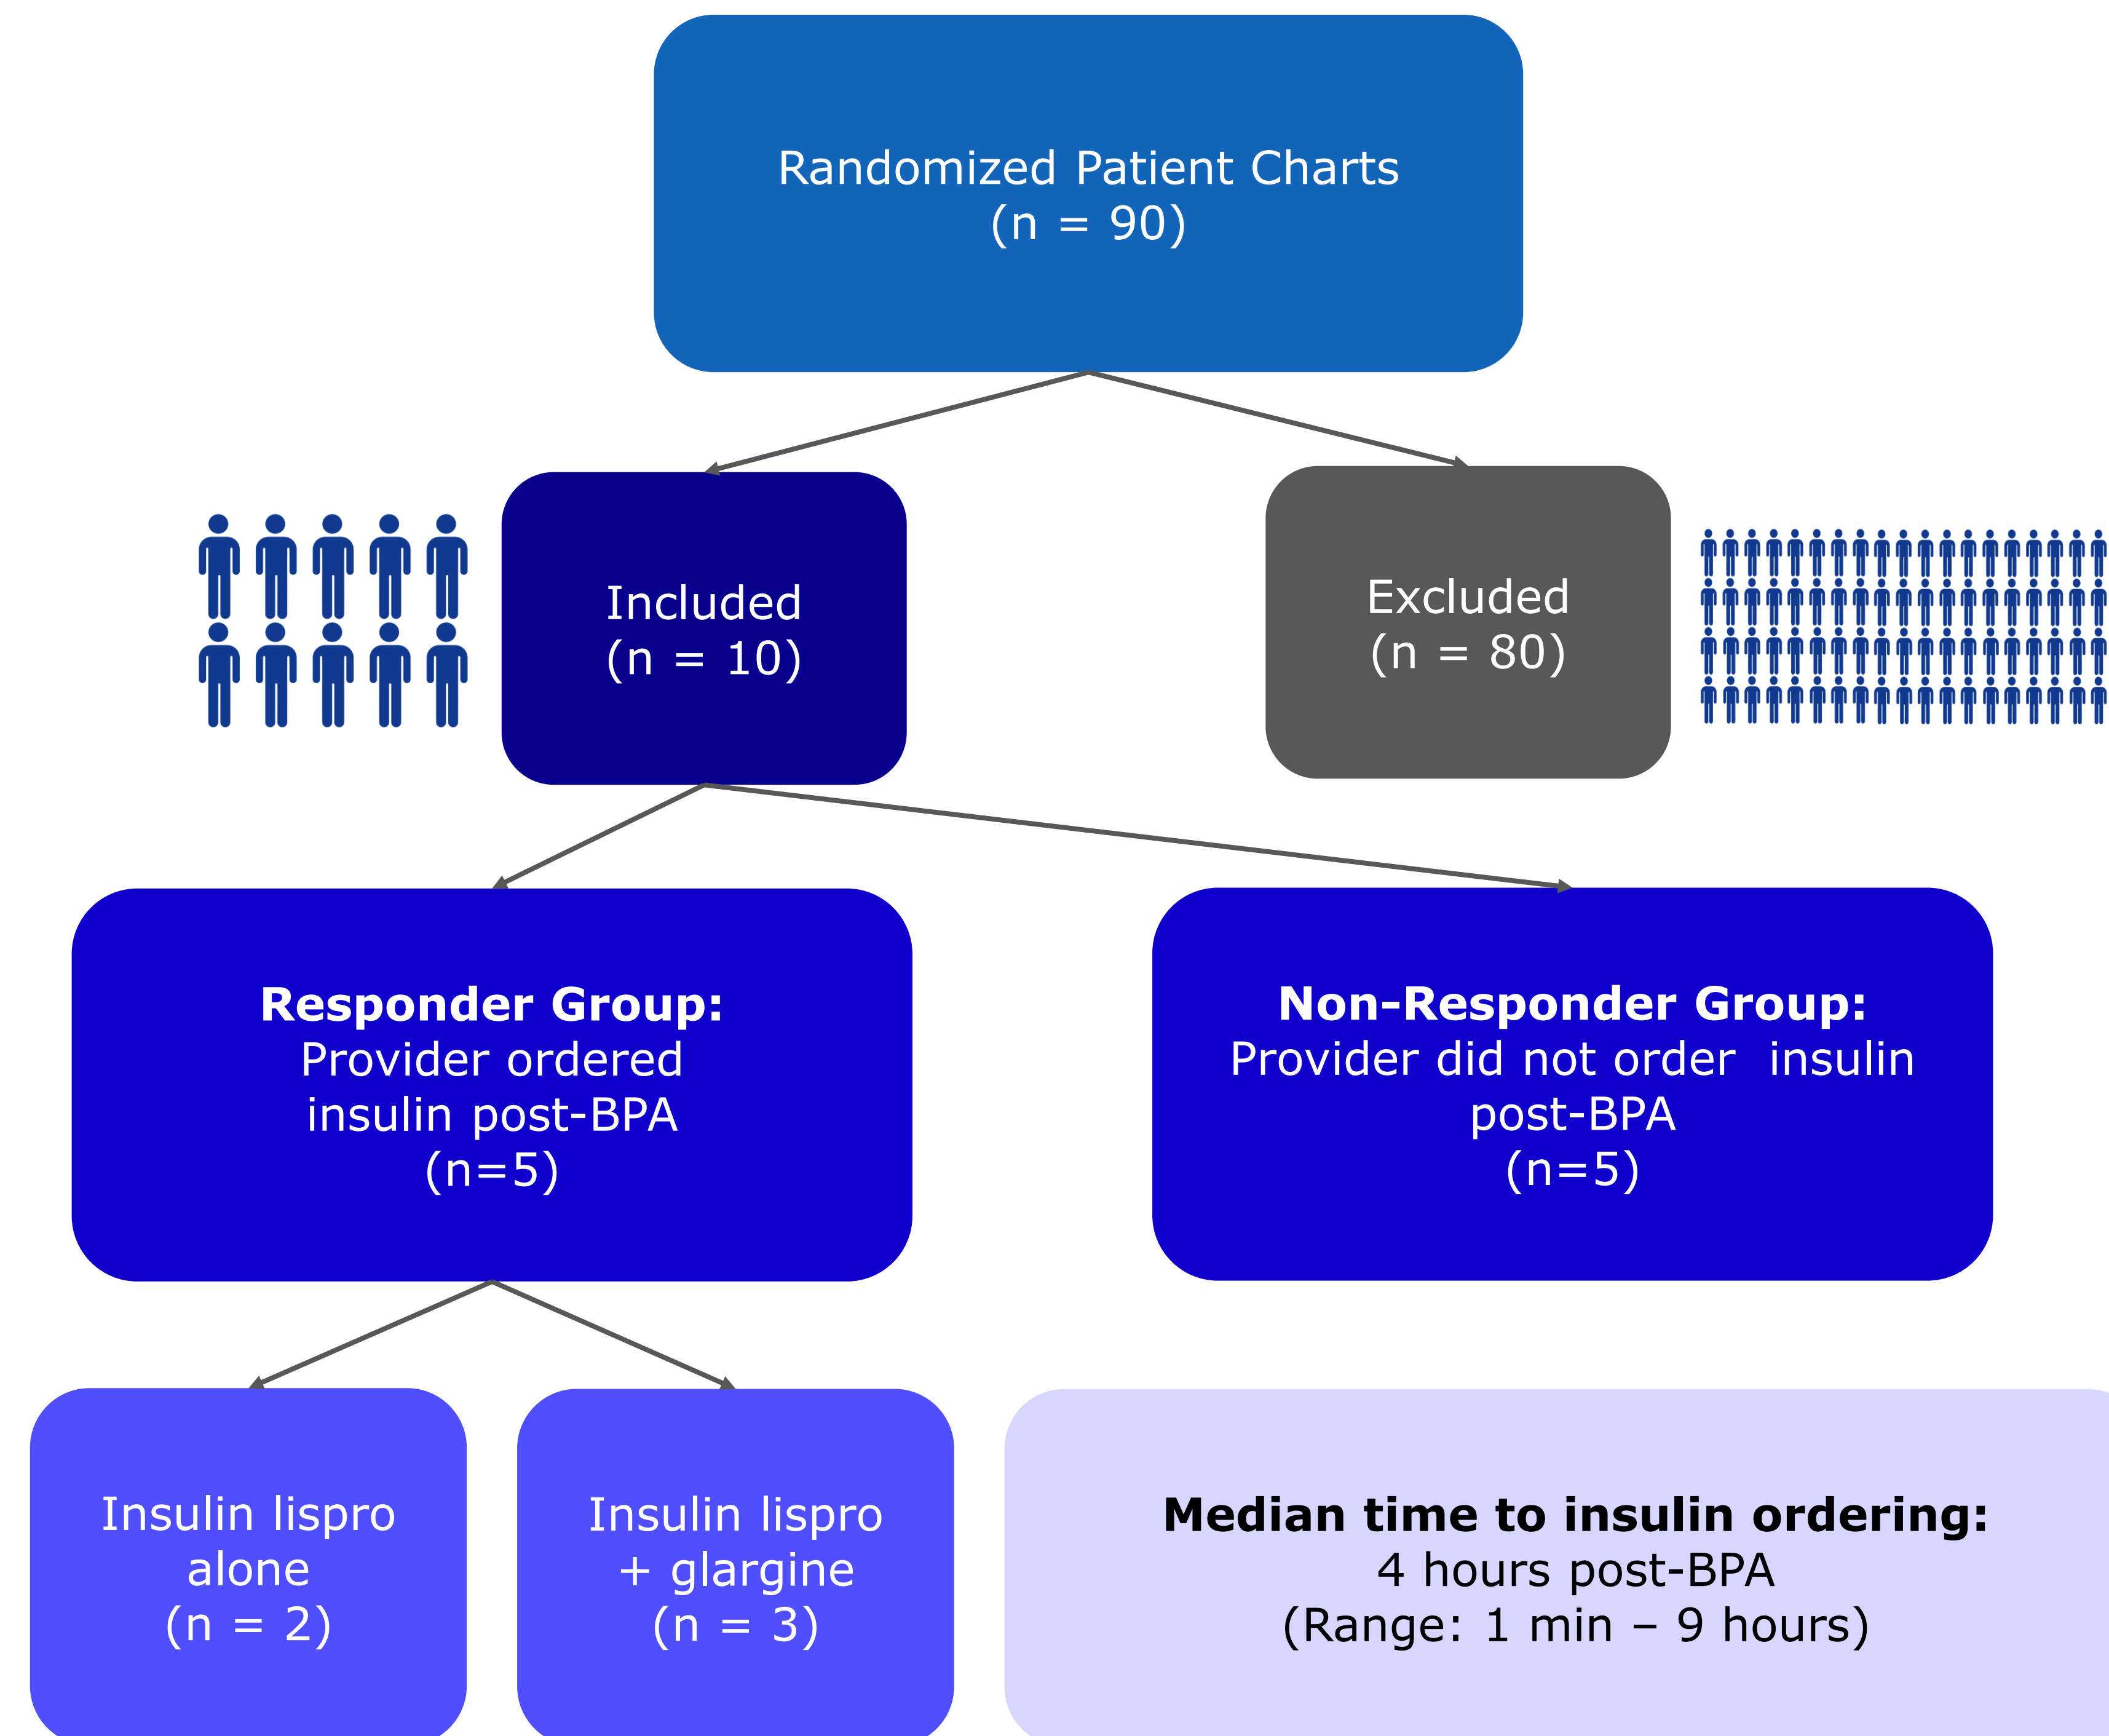 Randomized Patient Charts
(n = 90)
Included
(n = 10)
Excluded
(n = 80)
Responder Group:
Provider ordered
insulin post-BPA
(n=5)
Non-Responder Group:
Provider did not order  insulin
post-BPA
(n=5)
Insulin lispro
alone
(n = 2)
Insulin lispro
+ glargine
(n = 3)
Median time to insulin ordering:
4 hours post-BPA
(Range: 1 min – 9 hours)